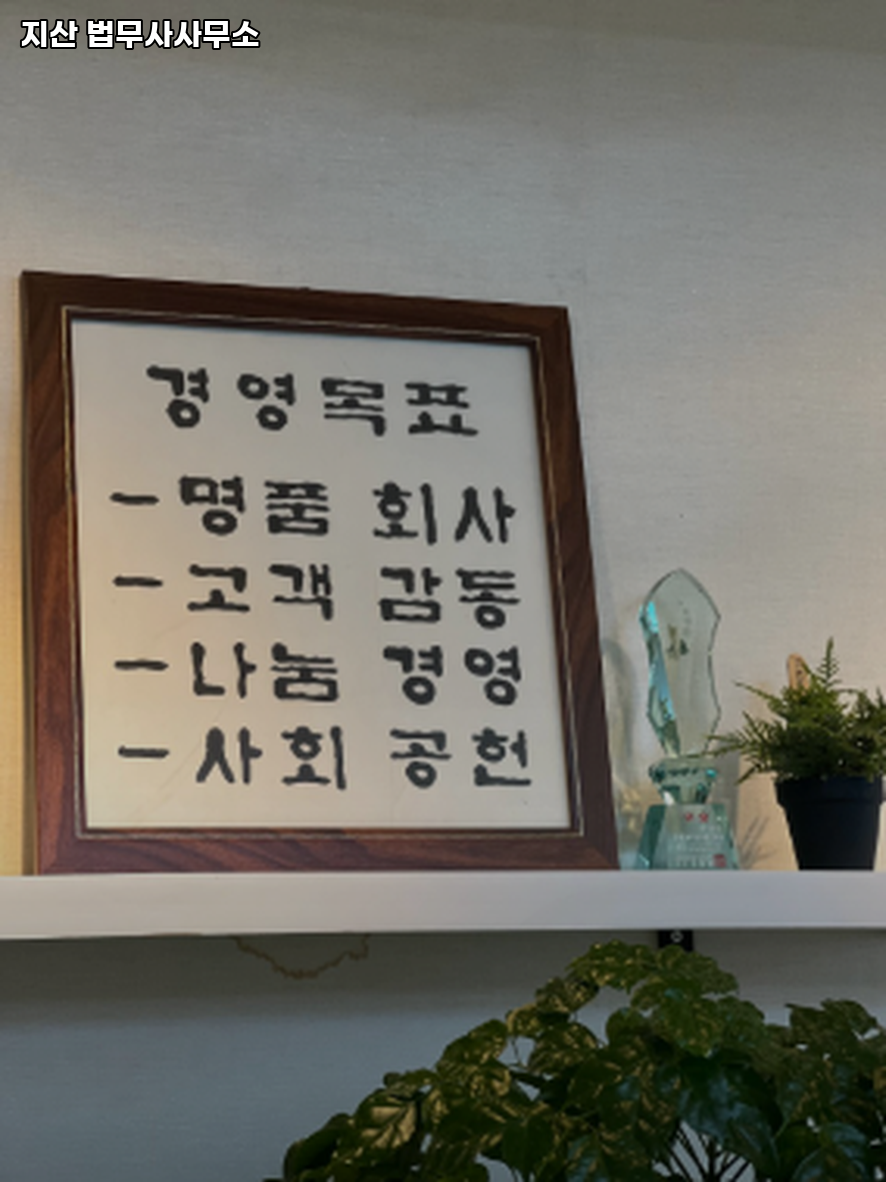 지산 법무사사무소
경영목표
- 명품 회사
- 고객 감동
- 나눔 경영
- 사회 공헌